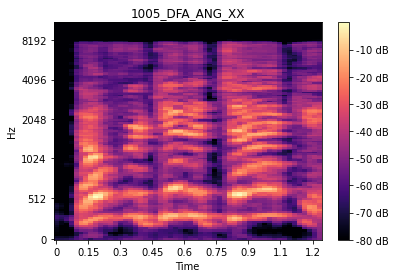 1005_DFA_ANG_XX
Hz
8192
4096
2048
1024
512
0
0 0.15 0.3 0.45 0.6 0.75 0.9 1.1 1.2
Time
-10 dB
-20 dB
-30 dB
-40 dB
-50 dB
-60 dB
-70 dB
-80 dB